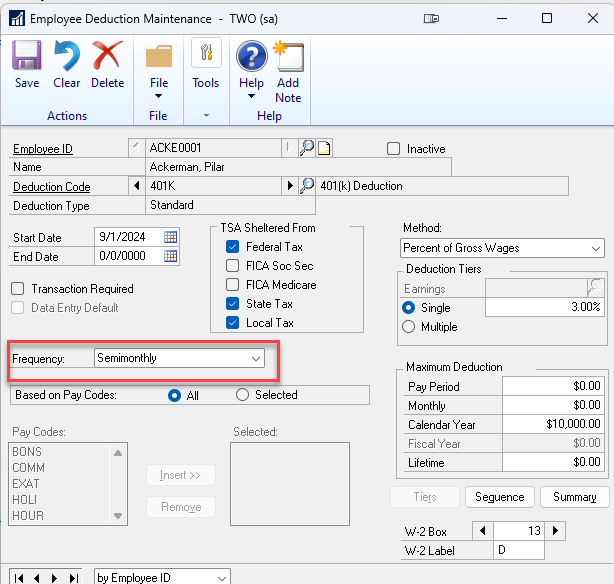 Employee Deduction Maintenance - TWO (sa)
Save Clear Delete File Tools Help Add Note
Actions File Help
Employee ID ACKE0001 Inactive
Name Ackerman, Pilar
Deduction Code 401K 401(k) Deduction
Deduction Type Standard
Start Date 9/1/2024
End Date 0/0/0000
Transaction Required
Data Entry Default
TSA Sheltered From
Federal Tax
FICA Soc Sec
FICA Medicare
State Tax
Local Tax
Method:
Percent of Gross Wages
Deduction Tiers
Earnings
Single 3.00%
Multiple
Frequency: Semimonthly
Based on Pay Codes: All Selected
Pay Codes:
BONS
COMM
EXAT
HOLI
HOUR
Insert >>
Remove
Selected:
Maximum Deduction
Pay Period $0.00
Monthly $0.00
Calendar Year $10,000.00
Fiscal Year $0.00
Lifetime $0.00
Tiers Sequence Summary
W-2 Box 13
W-2 Label D
by Employee ID